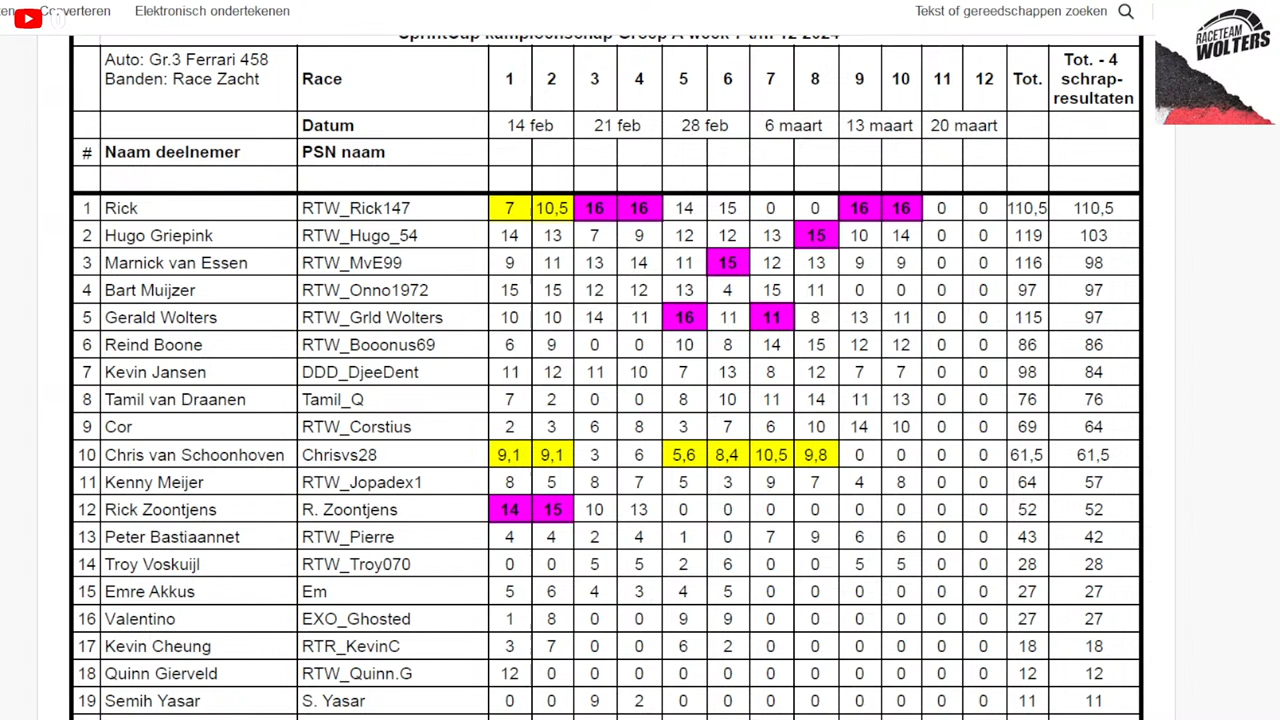 Converteren Elektronisch ondertekenen Tekst of gereedschappen zoeken
RACETEAM
WOLTERS
SprintCup kampioenschap Groep A week 7 t/m 12 2024
Auto: Gr.3 Ferrari 458
Banden: Race Zacht
Race 1 2 3 4 5 6 7 8 9 10 11 12 Tot. Tot. - 4 schrap- resultaten
Datum 14 feb 21 feb 28 feb 6 maart 13 maart 20 maart
# Naam deelnemer PSN naam
1 Rick RTW_Rick147 7 10,5 16 16 14 15 0 0 16 16 0 0 110,5 110,5
2 Hugo Griepink RTW_Hugo_54 14 13 7 9 12 12 13 15 10 14 0 0 119 103
3 Marnick van Essen RTW_MvE99 9 11 13 14 11 15 12 13 9 9 0 0 116 98
4 Bart Muijzer RTW_Onno1972 15 15 12 12 13 4 15 11 0 0 0 0 97 97
5 Gerald Wolters RTW_Grld Wolters 10 10 14 11 16 11 11 8 13 11 0 0 115 97
6 Reind Boone RTW_Booonus69 6 9 0 0 10 8 14 15 12 12 0 0 86 86
7 Kevin Jansen DDD_DjeeDent 11 12 11 10 7 13 8 12 7 7 0 0 98 84
8 Tamil van Draanen Tamil_Q 7 2 0 0 8 10 11 14 11 13 0 0 76 76
9 Cor RTW_Corstius 2 3 6 8 3 7 6 10 14 10 0 0 69 64
10 Chris van Schoonhoven Chrisvs28 9,1 9,1 3 6 5,6 8,4 10,5 9,8 0 0 0 0 61,5 61,5
11 Kenny Meijer RTW_Jopadex1 8 5 8 7 5 3 9 7 4 8 0 0 64 57
12 Rick Zoontjens R. Zoontjens 14 15 10 13 0 0 0 0 0 0 0 0 52 52
13 Peter Bastiaannet RTW_Pierre 4 4 2 4 1 0 7 9 6 6 0 0 43 42
14 Troy Voskuijl RTW_Troy070 0 0 5 5 2 6 0 0 5 5 0 0 28 28
15 Emre Akkus Em 5 6 4 3 4 5 0 0 0 0 0 0 27 27
16 Valentino EXO_Ghosted 1 8 0 0 9 9 0 0 0 0 0 0 27 27
17 Kevin Cheung RTR_KevinC 3 7 0 0 6 2 0 0 0 0 0 0 18 18
18 Quinn Gierveld RTW_Quinn.G 12 0 0 0 0 0 0 0 0 0 0 0 12 12
19 Semih Yasar S. Yasar 0 0 9 2 0 0 0 0 0 0 0 0 11 11